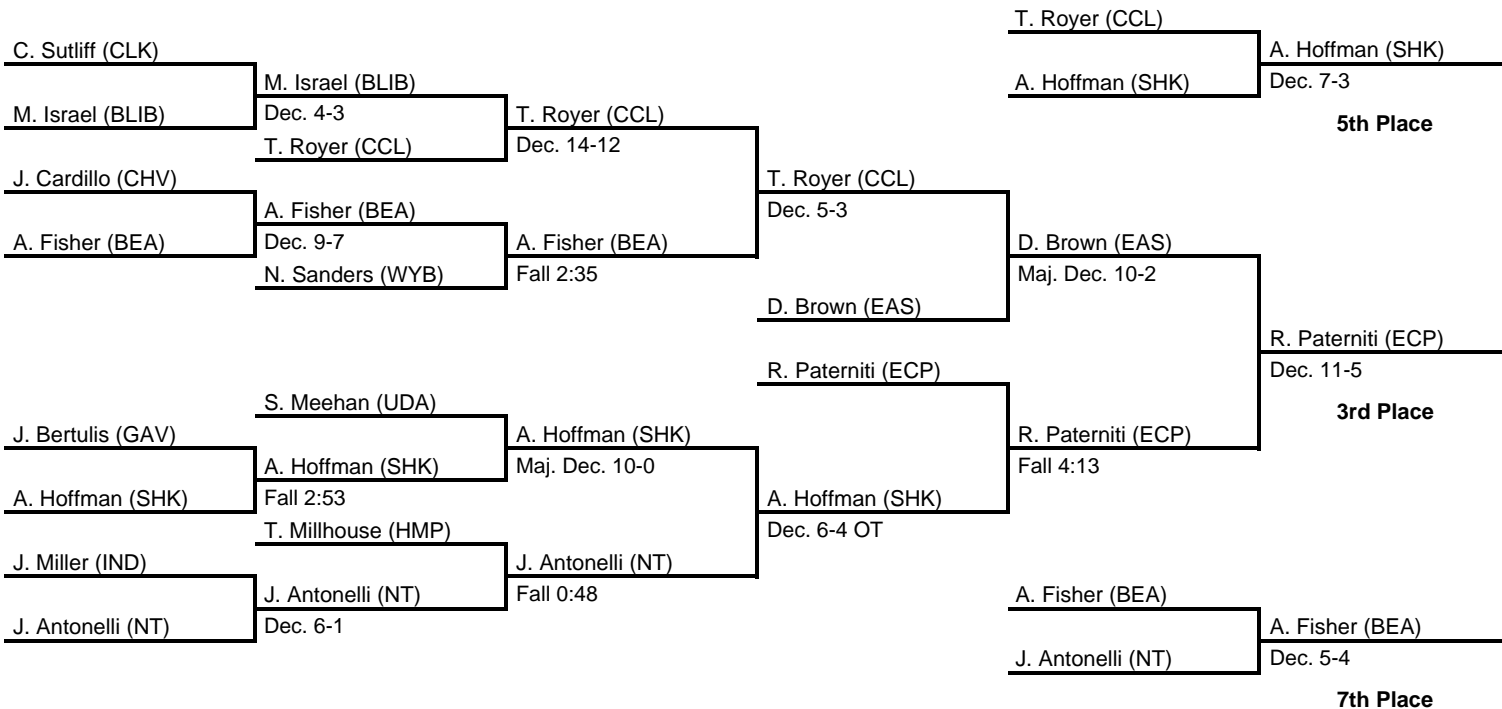 T. Royer (CCL)
C. Sutliff (CLK)
A. Hoffman (SHK)
M. Israel (BLIB)
A. Hoffman (SHK)
Dec. 7-3
M. Israel (BLIB)
Dec. 4-3
T. Royer (CCL)
5th Place
T. Royer (CCL)
Dec. 14-12
J. Cardillo (CHV)
T. Royer (CCL)
A. Fisher (BEA)
Dec. 5-3
A. Fisher (BEA)
Dec. 9-7
A. Fisher (BEA)
D. Brown (EAS)
N. Sanders (WYB)
Fall 2:35
Maj. Dec. 10-2
D. Brown (EAS)
R. Paterniti (ECP)
R. Paterniti (ECP)
Dec. 11-5
S. Meehan (UDA)
3rd Place
J. Bertulis (GAV)
A. Hoffman (SHK)
R. Paterniti (ECP)
A. Hoffman (SHK)
Maj. Dec. 10-0
Fall 4:13
A. Hoffman (SHK)
Fall 2:53
A. Hoffman (SHK)
T. Millhouse (HMP)
Dec. 6-4 OT
J. Miller (IND)
J. Antonelli (NT)
J. Antonelli (NT)
Fall 0:48
A. Fisher (BEA)
J. Antonelli (NT)
Dec. 6-1
A. Fisher (BEA)
J. Antonelli (NT)
Dec. 5-4
7th Place